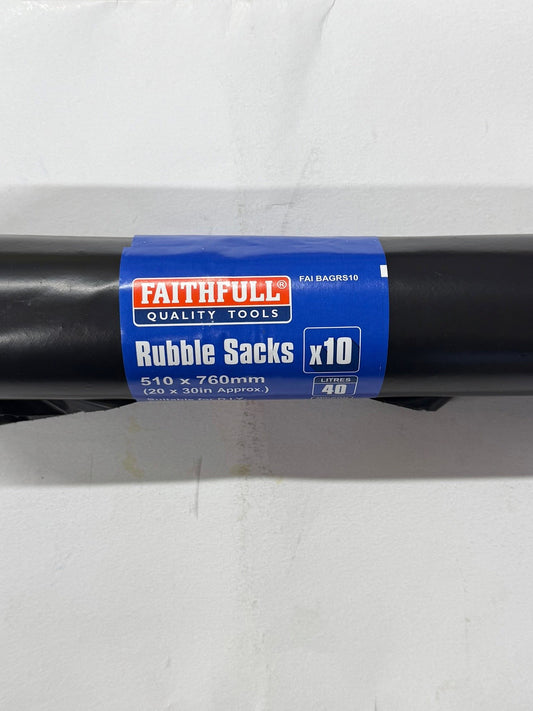 FAITHFULL®
QUALITY TOOLS
FAI BAGRS10
Rubble Sacks x10
510 x 760mm
(20 x 30in Approx.)
LITRES
40